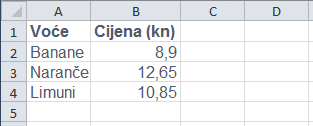 A B C D
1 Voće Cijena (kn)
2 Banane 8,9
3 Naranče 12,65
4 Limuni 10,85
5